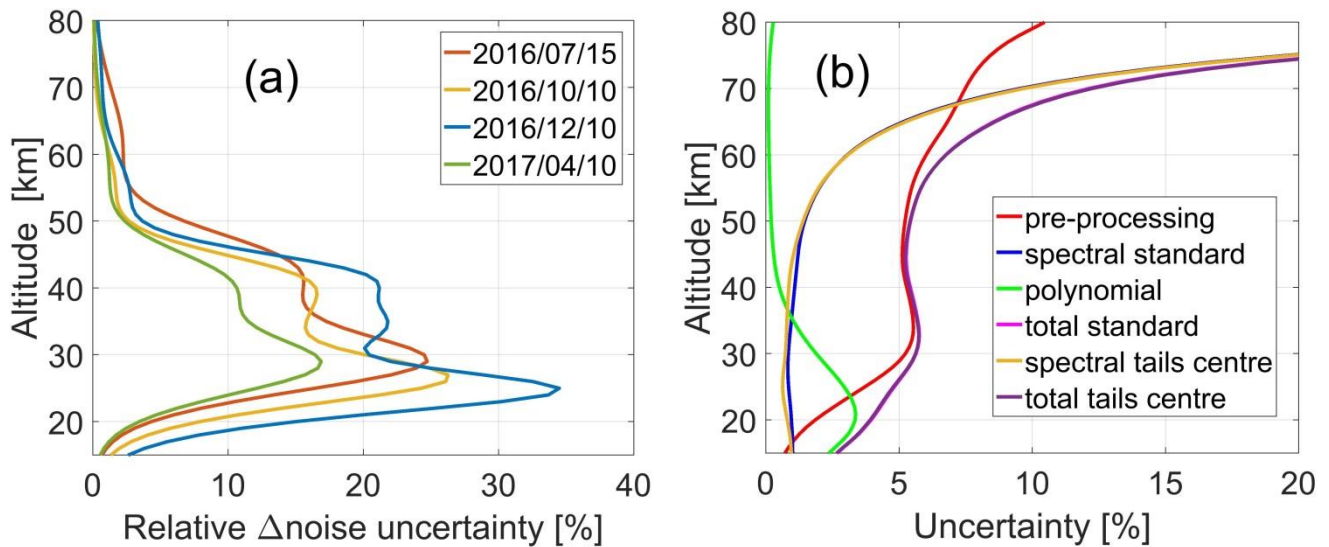 (a)
2016/07/15
2016/10/10
2016/12/10
2017/04/10
80
70
60
50
40
30
20
Altitude [km]
0 10 20 30 40
Relative Δnoise uncertainty [%]
(b)
pre-processing
spectral standard
polynomial
total standard
spectral tails centre
total tails centre
80
70
60
50
40
30
20
Altitude [km]
0 5 10 15 20
Uncertainty [%]